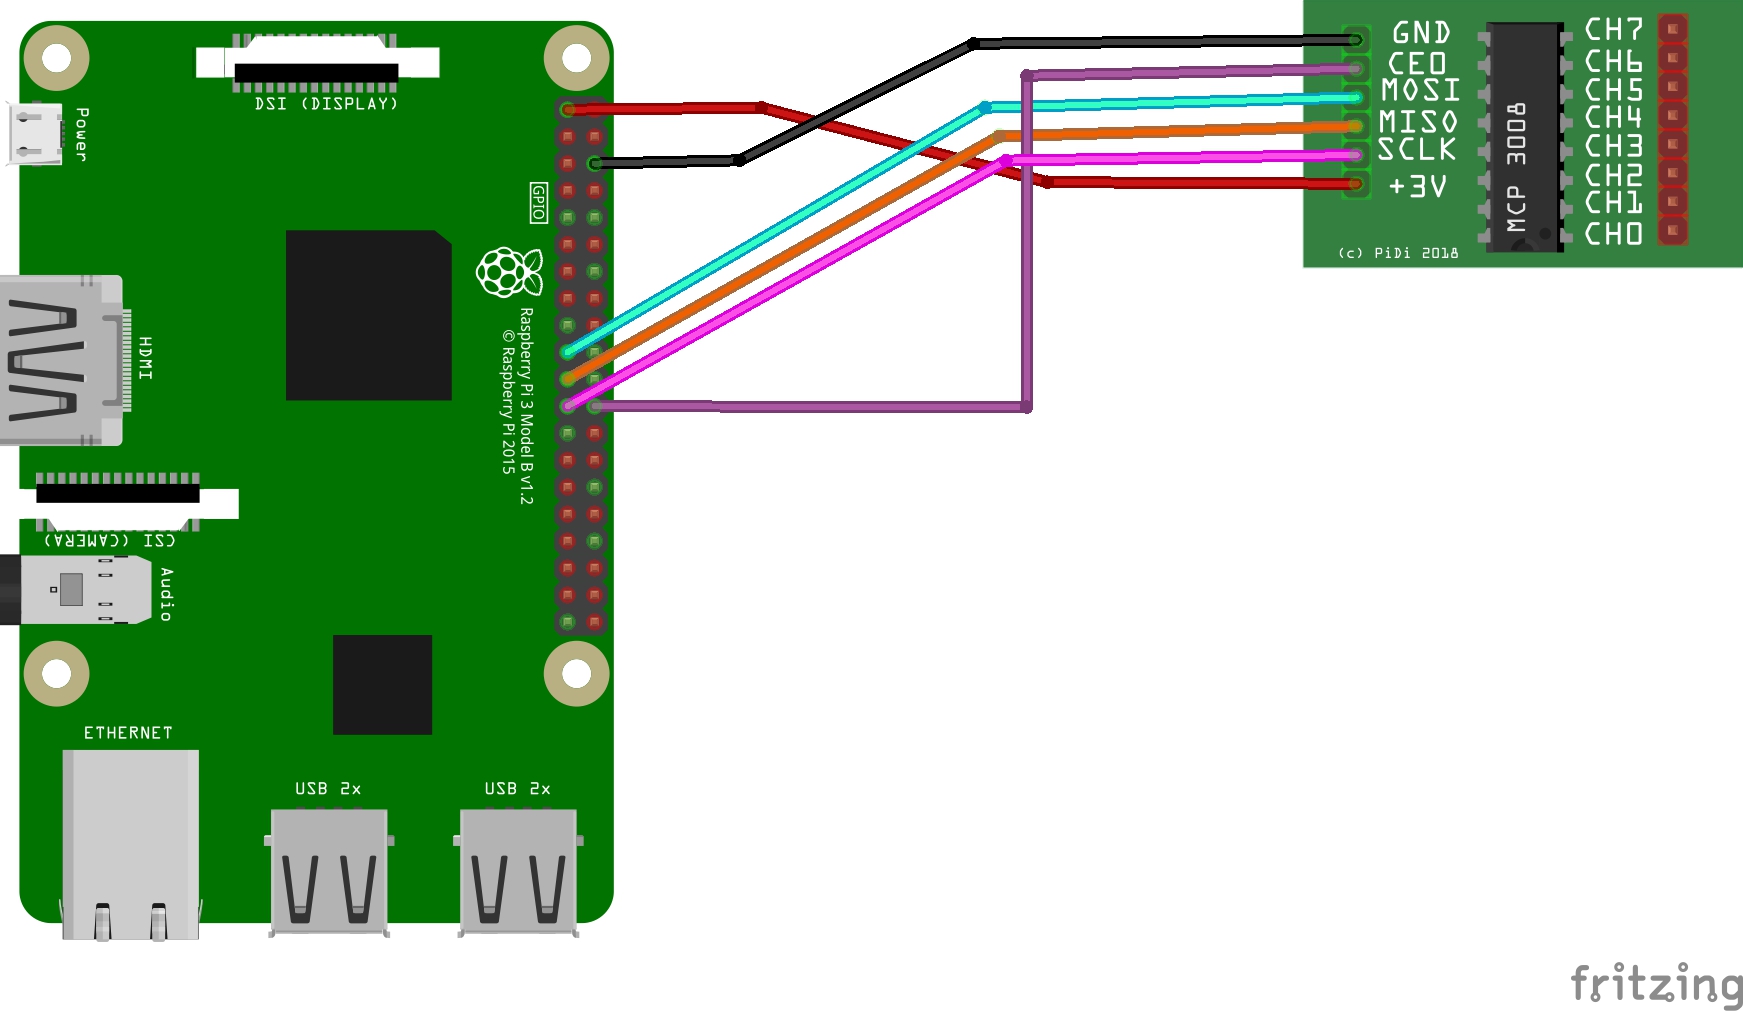 DSI (DISPLAY)
Power
GPIO
HDMI
Raspberry Pi 3 Model B v1.2
© Raspberry Pi 2015
CSI (CAMERA)
Audio
ETHERNET
USB 2x
USB 2x
GND
CE0
MOSI
MISO
SCLK
+3V
(c) PiDi 2018
MCP 3008
CH7
CH6
CH5
CH4
CH3
CH2
CH1
CH0
fritzing